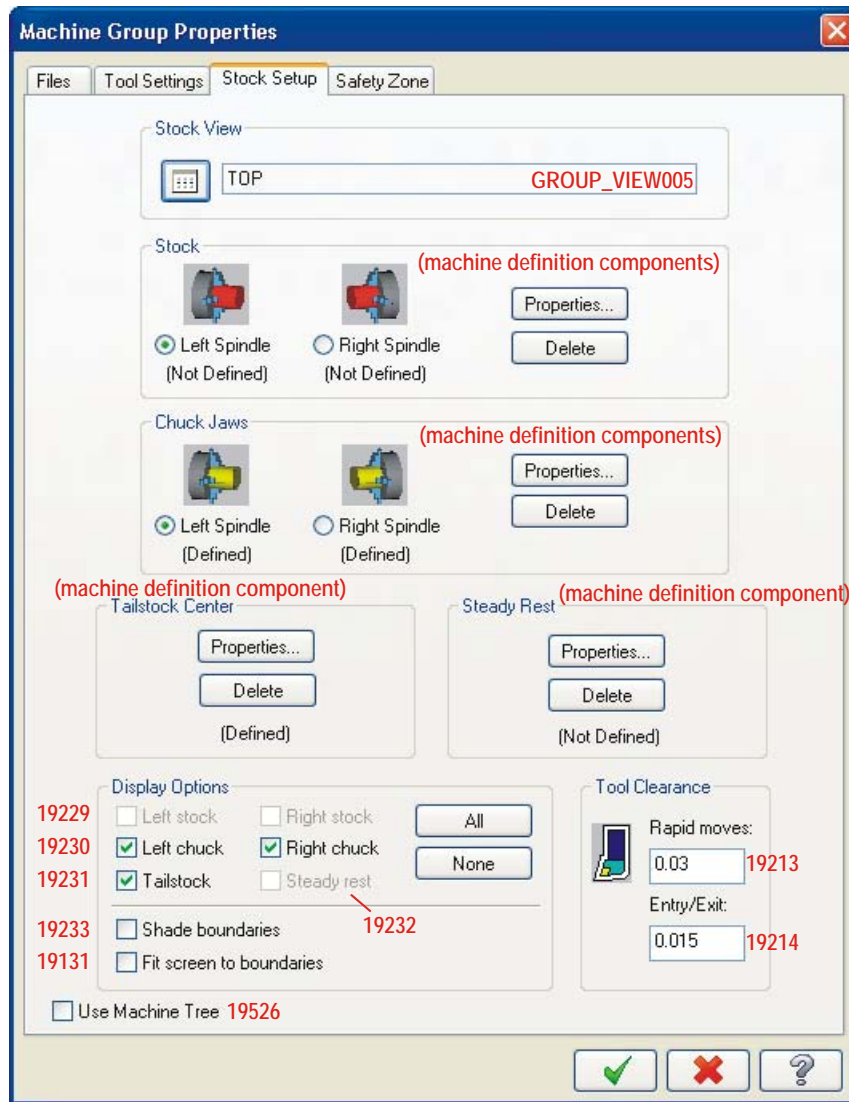 Machine Group Properties
Files Tool Settings Stock Setup Safety Zone
Stock View
TOP GROUP_VIEW005
Stock
(machine definition components)
Properties...
Left Spindle Right Spindle
Delete
(Not Defined) (Not Defined)
Chuck Jaws
(machine definition components)
Properties...
Left Spindle Right Spindle
Delete
(Defined) (Defined)
(machine definition component) (machine definition component)
Tailstock Center Steady Rest
Properties... Properties...
Delete Delete
(Defined) (Not Defined)
Display Options Tool Clearance
19229 Left stock Right stock All
Rapid moves:
19230 Left chuck Right chuck None
0.03 19213
19231 Tailstock Steady rest
Entry/Exit:
19232
19233 Shade boundaries
0.015 19214
19131 Fit screen to boundaries
Use Machine Tree 19526